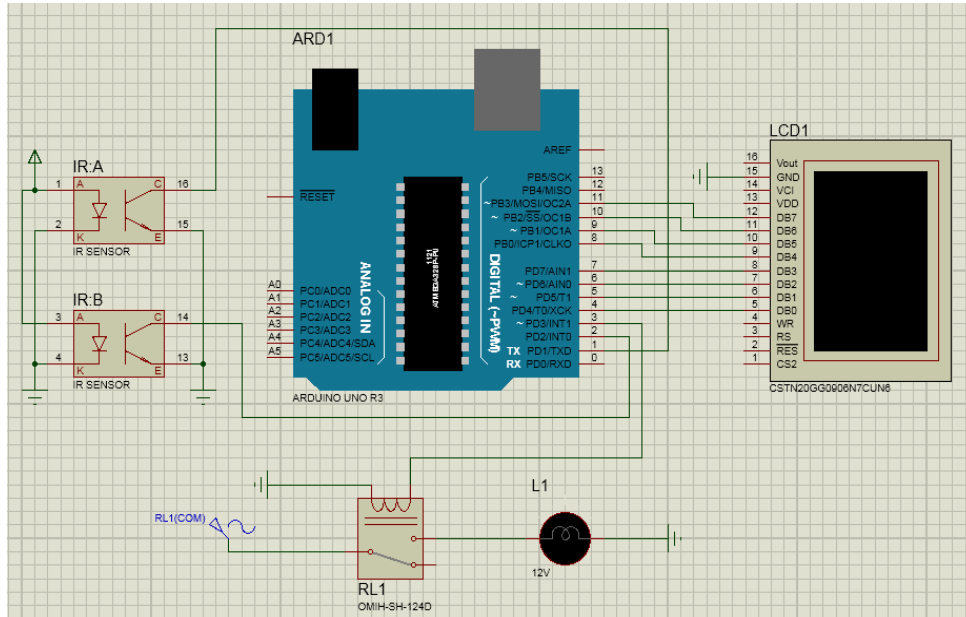 ARD1
LCD1
IR:A
1
A
C
16
2
K
E
15
IR SENSOR
IR:B
3
A
C
14
4
K
E
13
IR SENSOR
RESET
A0 PC0/ADC0
A1 PC1/ADC1
A2 PC2/ADC2
A3 PC3/ADC3
A4 PC4/ADC4/SDA
A5 PC5/ADC5/SCL
ANALOG IN
1121
ATMEGA328P-PU
DIGITAL (~PWM)
AREF
PB5/SCK 13
PB4/MISO 12
~PB3/MOSI/OC2A 11
~ PB2/SS/OC1B 10
~ PB1/OC1A 9
PB0/ICP1/CLKO 8
PD7/AIN1 7
~ PD6/AIN0 6
~ PD5/T1 5
PD4/T0/XCK 4
~ PD3/INT1 3
PD2/INT0 2
TX PD1/TXD 1
RX PD0/RXD 0
ARDUINO UNO R3
16 Vout
15 GND
14 VCI
13 VDD
12 DB7
11 DB6
10 DB5
9 DB4
8 DB3
7 DB2
6 DB1
5 DB0
4 WR
3 RS
2 RES
1 CS2
CSTN20GG0906N7CUN6
RL1(COM)
RL1
OMIH-SH-124D
L1
12V